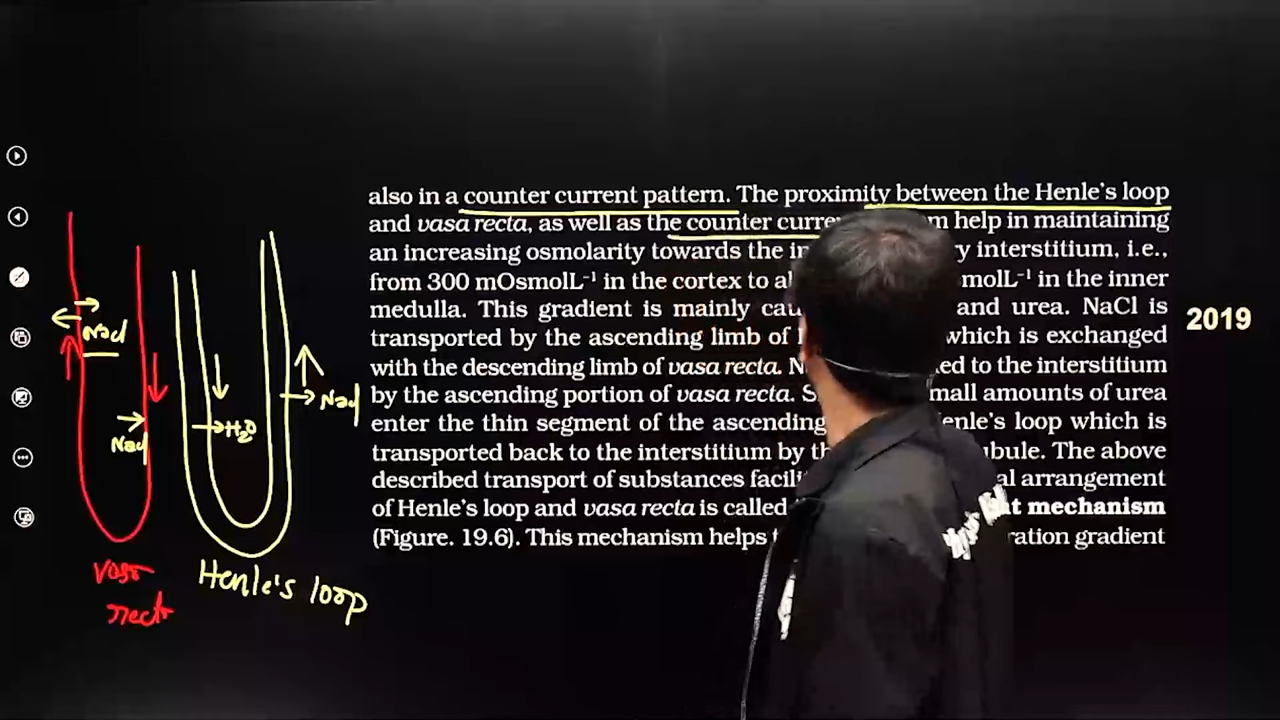 also in a counter current pattern. The proximity between the Henle's loop
and vasa recta, as well as the counter curre m help in maintaining
an increasing osmolarity towards the in y interstitium, i.e.,
from 300 mOsmolL⁻¹ in the cortex to a molL⁻¹ in the inner
medulla. This gradient is mainly cau and urea. NaCl is
transported by the ascending limb of which is exchanged
with the descending limb of vasa recta. N ed to the interstitium
by the ascending portion of vasa recta. S mall amounts of urea
enter the thin segment of the ascending enle's loop which is
transported back to the interstitium by th ubule. The above
described transport of substances facili al arrangement
of Henle's loop and vasa recta is called t mechanism
(Figure. 19.6). This mechanism helps t ration gradient
2019
Nacl
Nacl
H₂O
Nacl
vasa
rect
Henle's loop